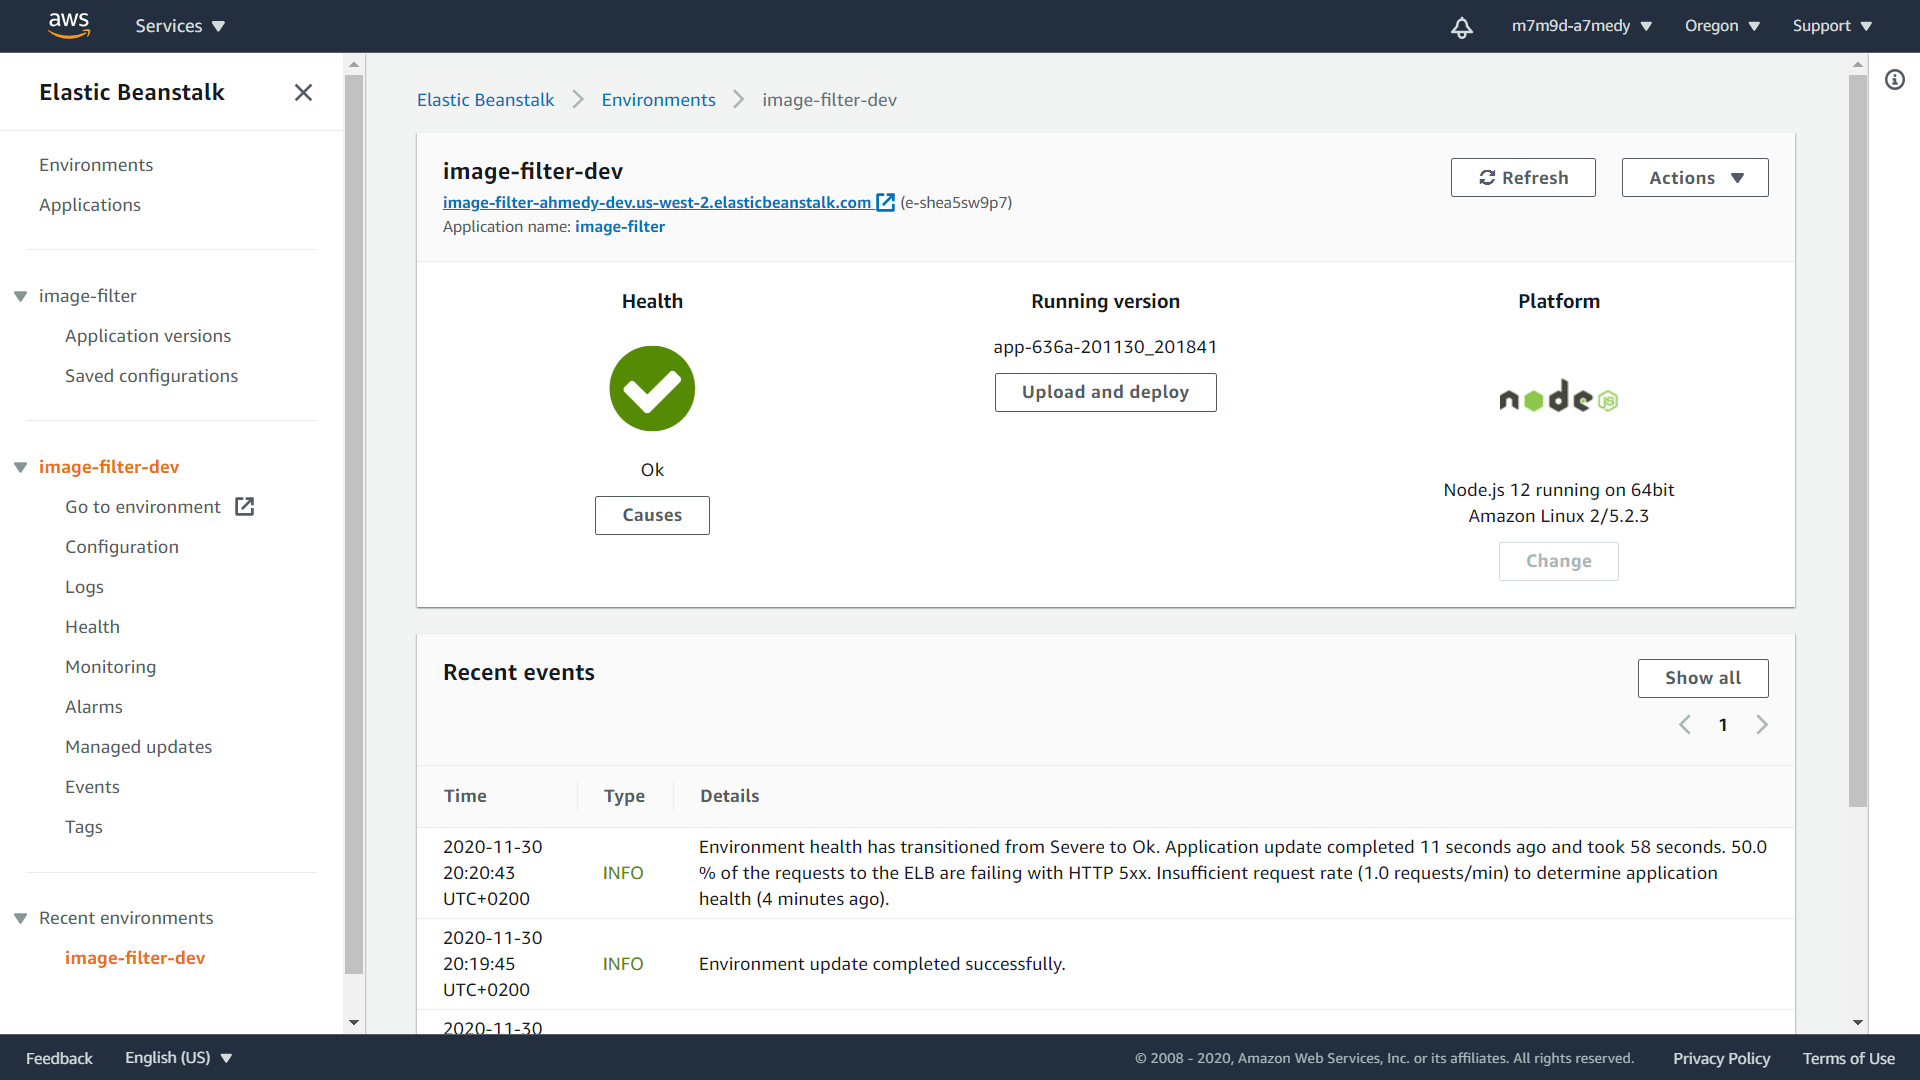 aws
Services
m7m9d-a7medy
Oregon
Support
Elastic Beanstalk
Environments
Applications
image-filter
Application versions
Saved configurations
image-filter-dev
Go to environment
Configuration
Logs
Health
Monitoring
Alarms
Managed updates
Events
Tags
Recent environments
image-filter-dev
Elastic Beanstalk
Environments
image-filter-dev
image-filter-dev
image-filter-ahmedy-dev.us-west-2.elasticbeanstalk.com (e-shea5sw9p7)
Application name: image-filter
Refresh
Actions
Health
Ok
Causes
Running version
app-636a-201130_201841
Upload and deploy
Platform
node JS
Node.js 12 running on 64bit
Amazon Linux 2/5.2.3
Change
Recent events
Show all
1
Time
Type
Details
2020-11-30
20:20:43
UTC+0200
INFO
Environment health has transitioned from Severe to Ok. Application update completed 11 seconds ago and took 58 seconds. 50.0
% of the requests to the ELB are failing with HTTP 5xx. Insufficient request rate (1.0 requests/min) to determine application
health (4 minutes ago).
2020-11-30
20:19:45
UTC+0200
INFO
Environment update completed successfully.
2020-11-30
Feedback
English (US)
© 2008 - 2020, Amazon Web Services, Inc. or its affiliates. All rights reserved.
Privacy Policy
Terms of Use